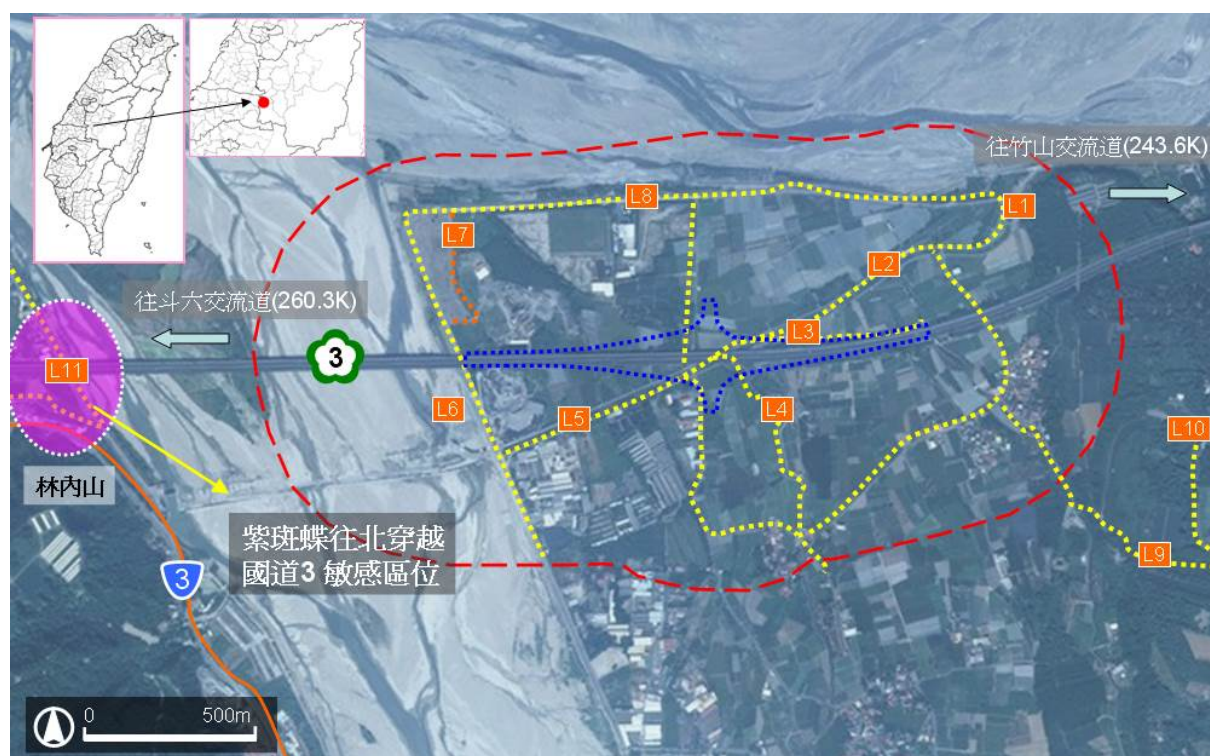 往竹山交流道(243.6K)
L8
L1
L7
L2
往斗六交流道(260.3K)
L3
3
L11
L6
L5
L4
L10
林內山
紫斑蝶往北穿越
國道3 敏感區位
L9
3
0
500m